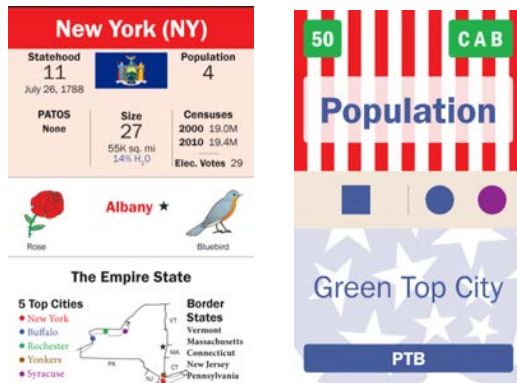 New York (NY)
Statehood
11
July 26, 1788
Population
4
PATOS
None
Size
27
55K sq. mi
14% H2O
Censuses
2000 19.0M
2010 19.4M
Elec. Votes 29
Albany ★
Rose
Bluebird
The Empire State
5 Top Cities
New York
Buffalo
Rochester
Yonkers
Syracuse
VT
MA
CT
PA
NJ
Border
States
Vermont
Massachusetts
Connecticut
New Jersey
Pennsylvania
50
C A B
Population
Green Top City
PTB